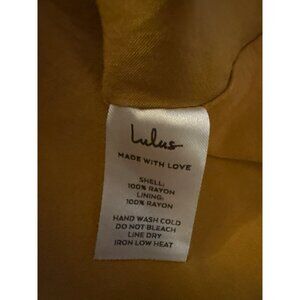 Lulus
MADE WITH LOVE
SHELL:
100% RAYON
LINING:
100% RAYON
HAND WASH COLD
DO NOT BLEACH
LINE DRY
IRON LOW HEAT